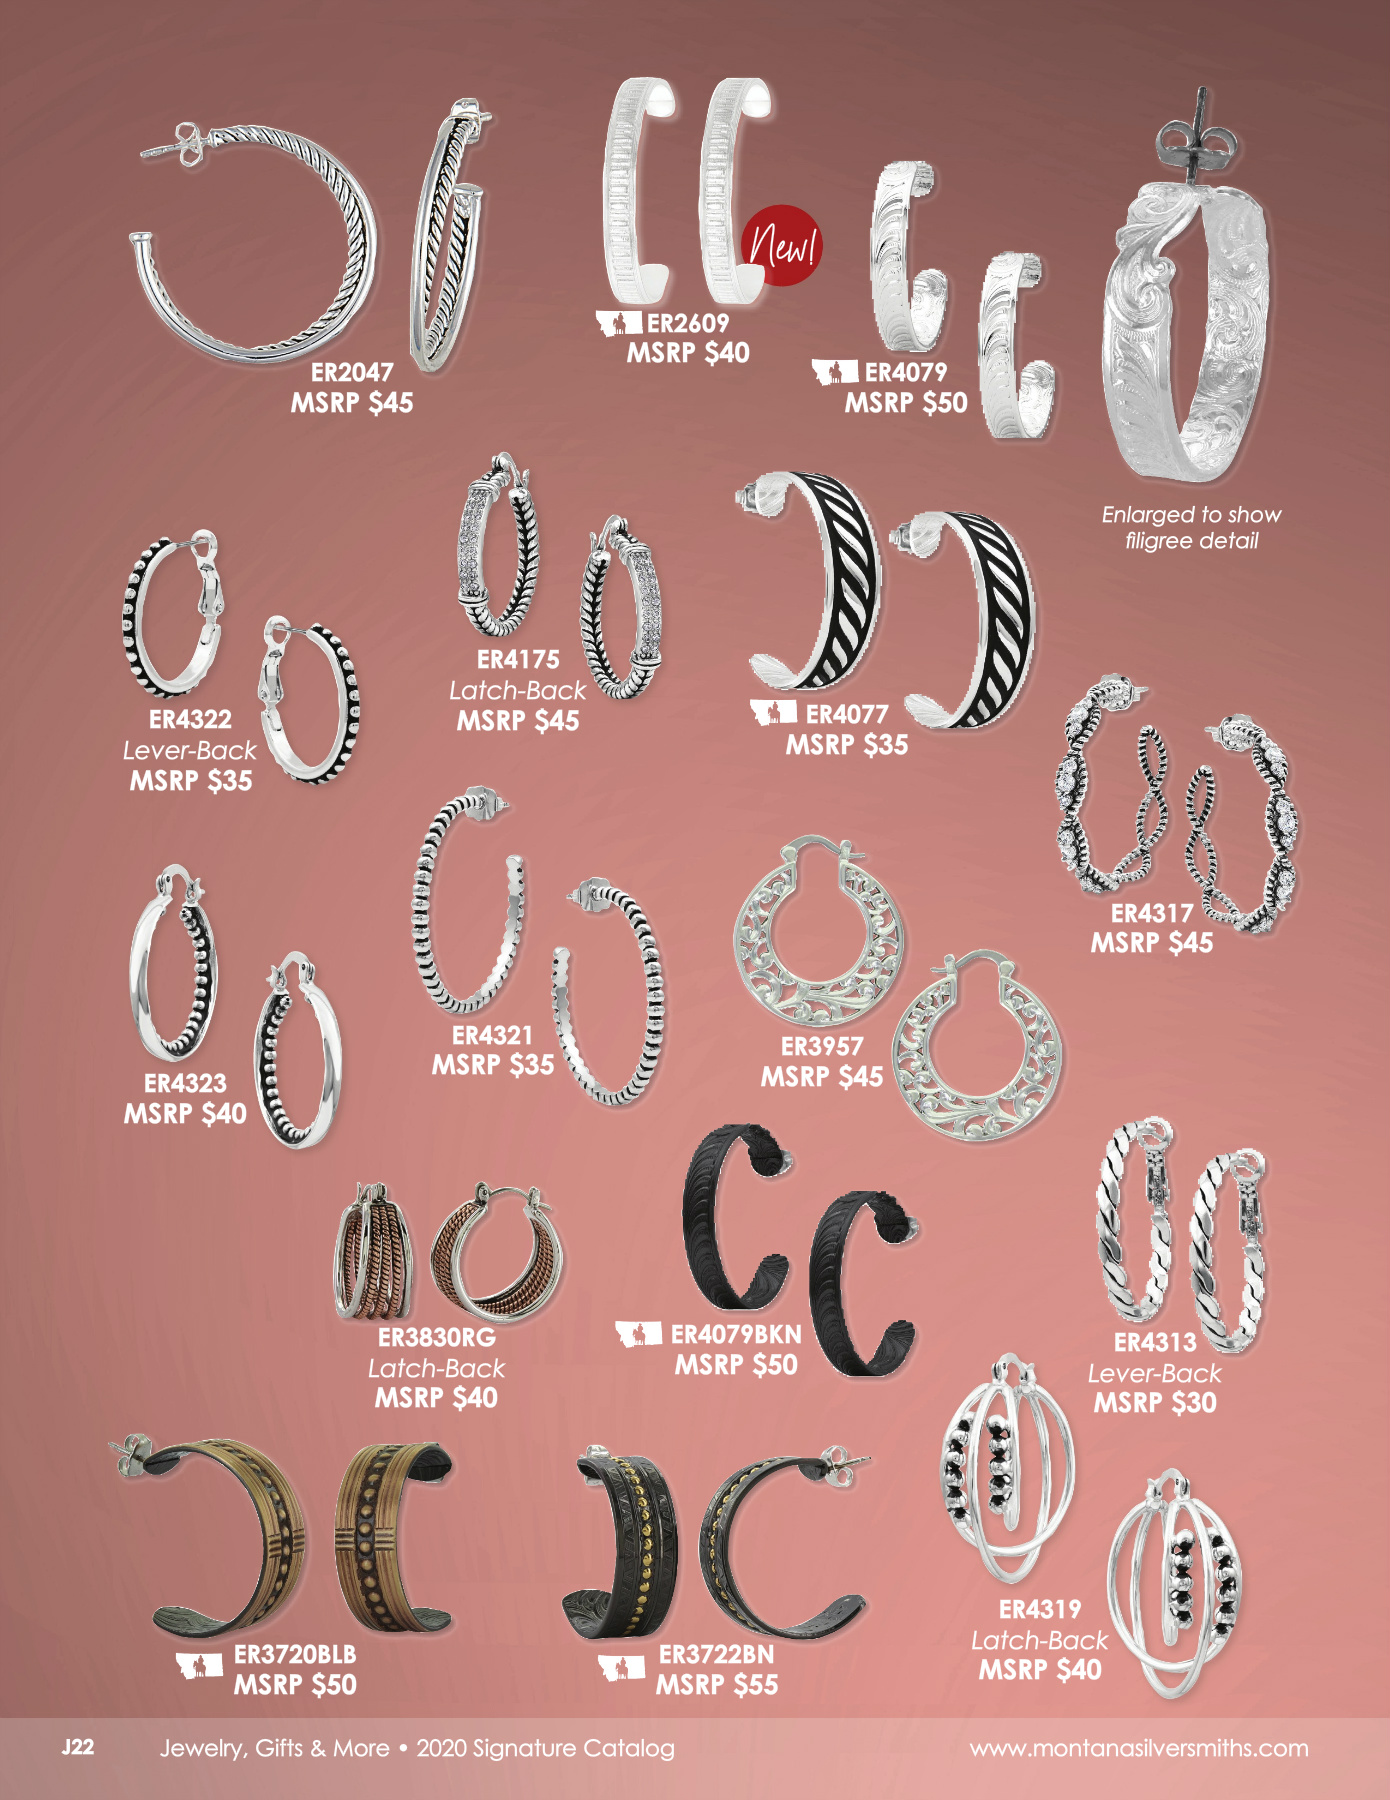 New!
ER2609
MSRP $40
ER2047
MSRP $45
ER4079
MSRP $50
Enlarged to show
filigree detail
ER4175
Latch-Back
MSRP $45
ER4322
Lever-Back
MSRP $35
ER4077
MSRP $35
ER4317
MSRP $45
ER4321
MSRP $35
ER3957
MSRP $45
ER4323
MSRP $40
ER3830RG
Latch-Back
MSRP $40
ER4079BKN
MSRP $50
ER4313
Lever-Back
MSRP $30
ER4319
Latch-Back
MSRP $40
ER3720BLB
MSRP $50
ER3722BN
MSRP $55
J22
Jewelry, Gifts & More • 2020 Signature Catalog
www.montanasilversmiths.com